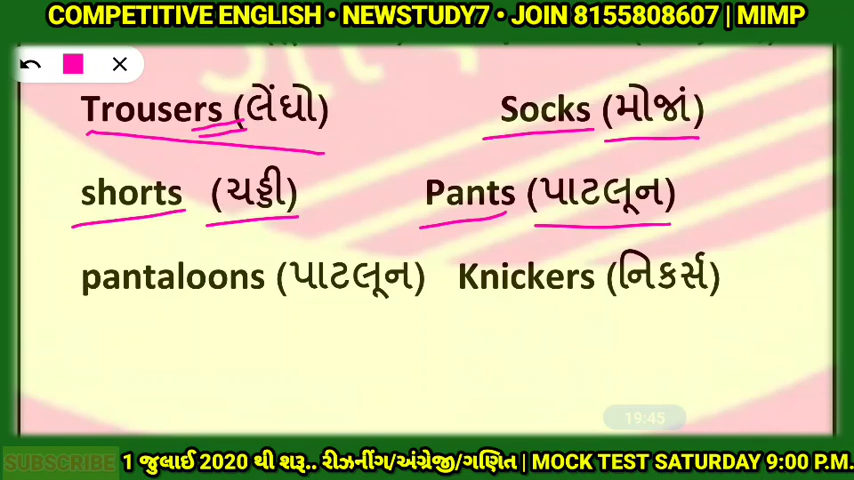 COMPETITIVE ENGLISH • NEWSTUDY7 • JOIN 8155808607 | MIMP
Trousers (લેંઘો) Socks (મોજાં)
shorts (ચડ્ડી) Pants (પાટલૂન)
pantaloons (પાટલૂન) Knickers (નિકર્સ)
19:45
SUBSCRIBE 1 જુલાઈ 2020 થી શરૂ.. રીઝનીંગ/અંગ્રેજી/ગણિત | MOCK TEST SATURDAY 9:00 P.M.